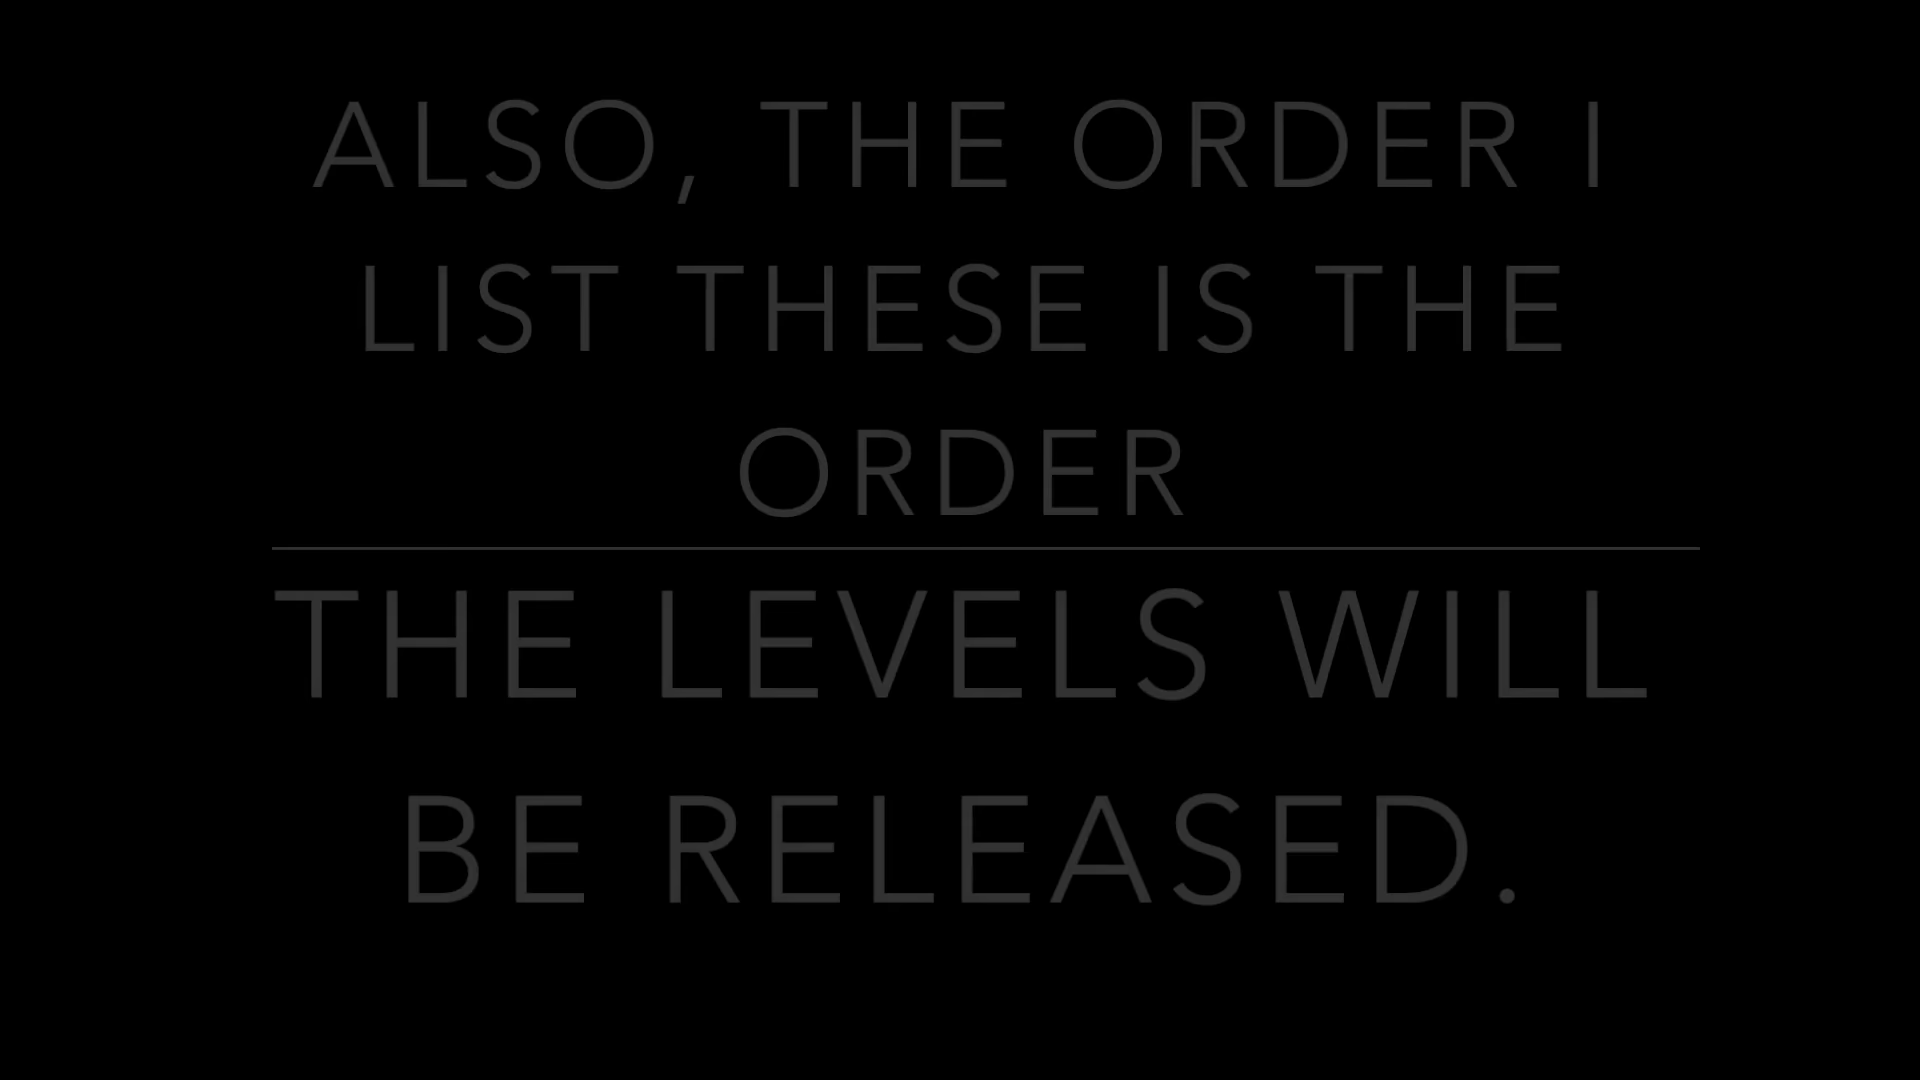 ALSO, THE ORDER I
LIST THESE IS THE
ORDER
THE LEVELS WILL
BE RELEASED.